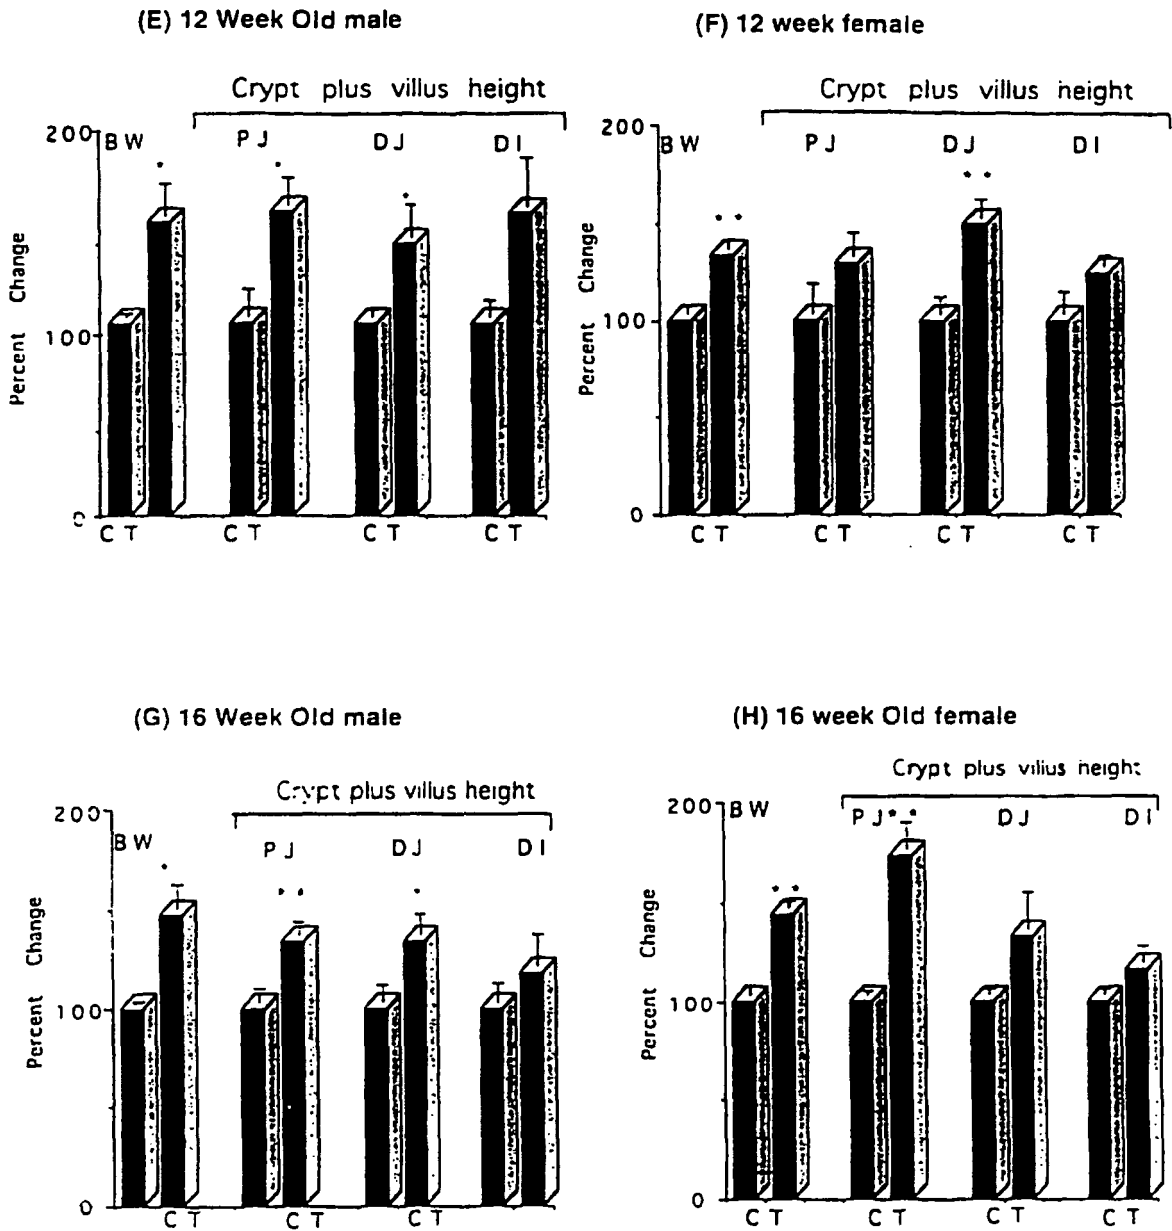 (E) 12 Week Old male
Crypt plus villus height
200
BW
PJ
DJ
DI
Percent Change
100
0
C T
C T
C T
C T
(F) 12 week female
Crypt plus villus height
200
BW
PJ
DJ
DI
* *
* *
Percent Change
100
0
C T
C T
C T
C T
(G) 16 Week Old male
Crypt plus villus height
200
BW
PJ
DJ
DI
Percent Change
100
0
C T
C T
C T
C T
(H) 16 week Old female
Crypt plus villus height
200
BW
PJ**
DJ
DI
* *
Percent Change
100
0
C T
C T
C T
C T